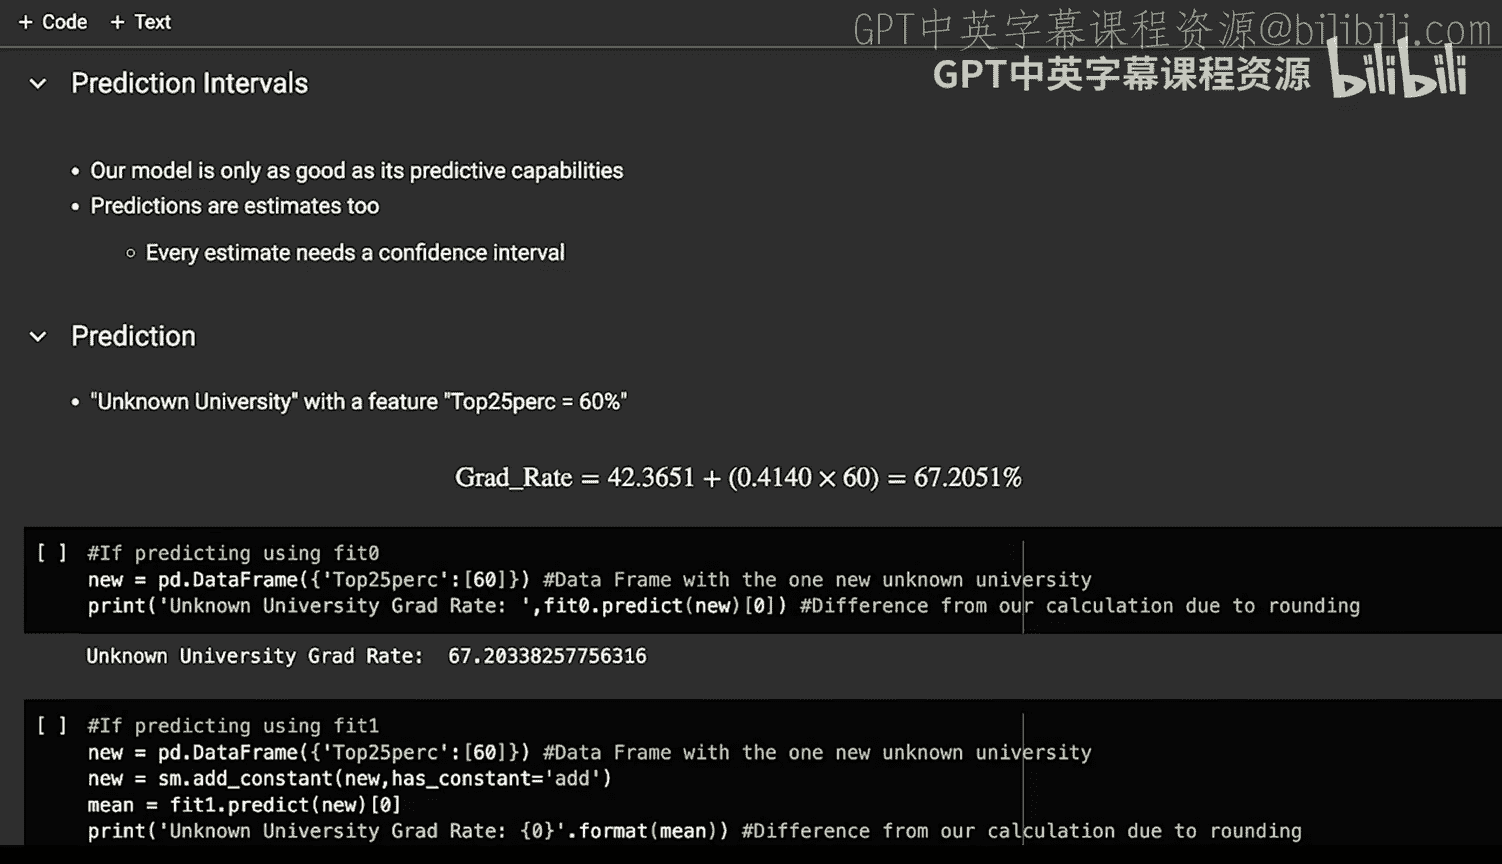 + Code + Text
GPT中英字幕课程资源@bilibili.com
GPT中英字幕课程资源 bilibili
Prediction Intervals
• Our model is only as good as its predictive capabilities
• Predictions are estimates too
○ Every estimate needs a confidence interval
Prediction
• "Unknown University" with a feature "Top25perc = 60%"
Grad_Rate = 42.3651 + (0.4140 × 60) = 67.2051%
[ ] #If predicting using fit0
new = pd.DataFrame({'Top25perc':[60]}) #Data Frame with the one new unknown university
print('Unknown University Grad Rate: ',fit0.predict(new)[0]) #Difference from our calculation due to rounding
Unknown University Grad Rate:  67.20338257756316
[ ] #If predicting using fit1
new = pd.DataFrame({'Top25perc':[60]}) #Data Frame with the one new unknown university
new = sm.add_constant(new,has_constant='add')
mean = fit1.predict(new)[0]
print('Unknown University Grad Rate: {0}'.format(mean)) #Difference from our calculation due to rounding